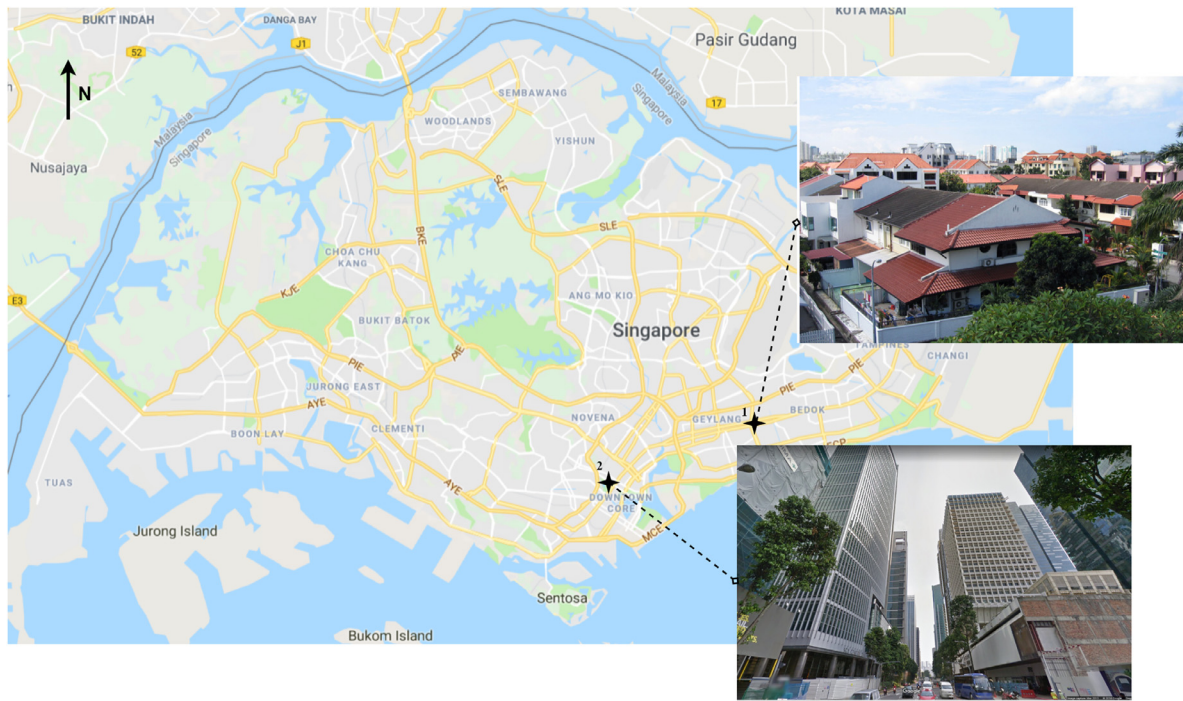 BUKIT INDAH
DANGA BAY
KOTA MASAI
52
J1
Pasir Gudang
N
Malaysia
Singapore
17
SEMBAWANG
WOODLANDS
YISHUN
Malaysia
Singapore
Nusajaya
SLE
SLE
BKE
CHOA CHU
KANG
E3
KJE
ANG MO KIO
BUKIT BATOK
Singapore
TAMPINES
CHANGI
PIE
PIE
PIE
PIE
JURONG EAST
AYE
NOVENA
GEYLANG
1
BEDOK
CLEMENTI
BOON LAY
ECP
2
TUAS
AYE
DOWNTOWN
CORE
Jurong Island
MCE
Sentosa
Bukom Island